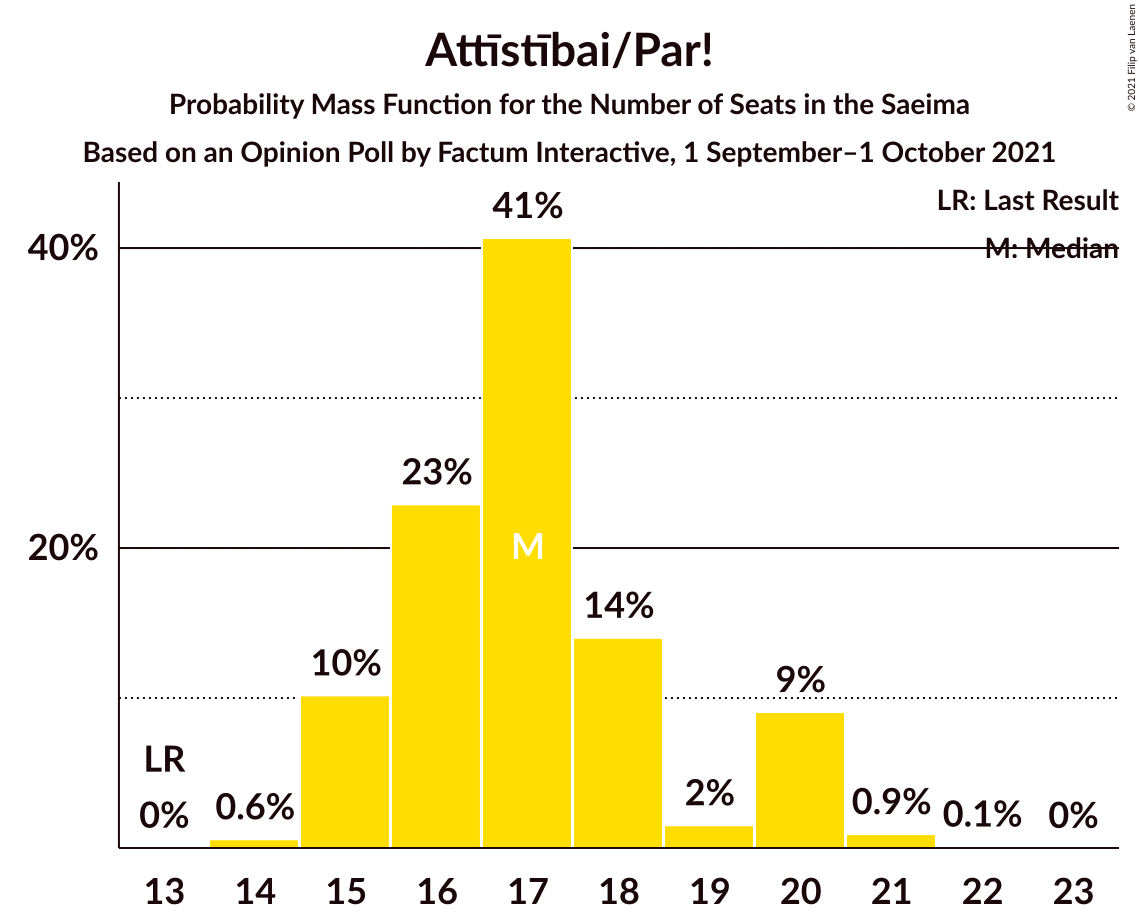 Attīstībai/Par!
Probability Mass Function for the Number of Seats in the Saeima
Based on an Opinion Poll by Factum Interactive, 1 September–1 October 2021
© 2021 Filip van Laenen
LR: Last Result
M: Median
41%
40%
23%
20%
M
14%
10%
9%
LR
0%
0.6%
2%
0.9%
0.1%
0%
13 14 15 16 17 18 19 20 21 22 23